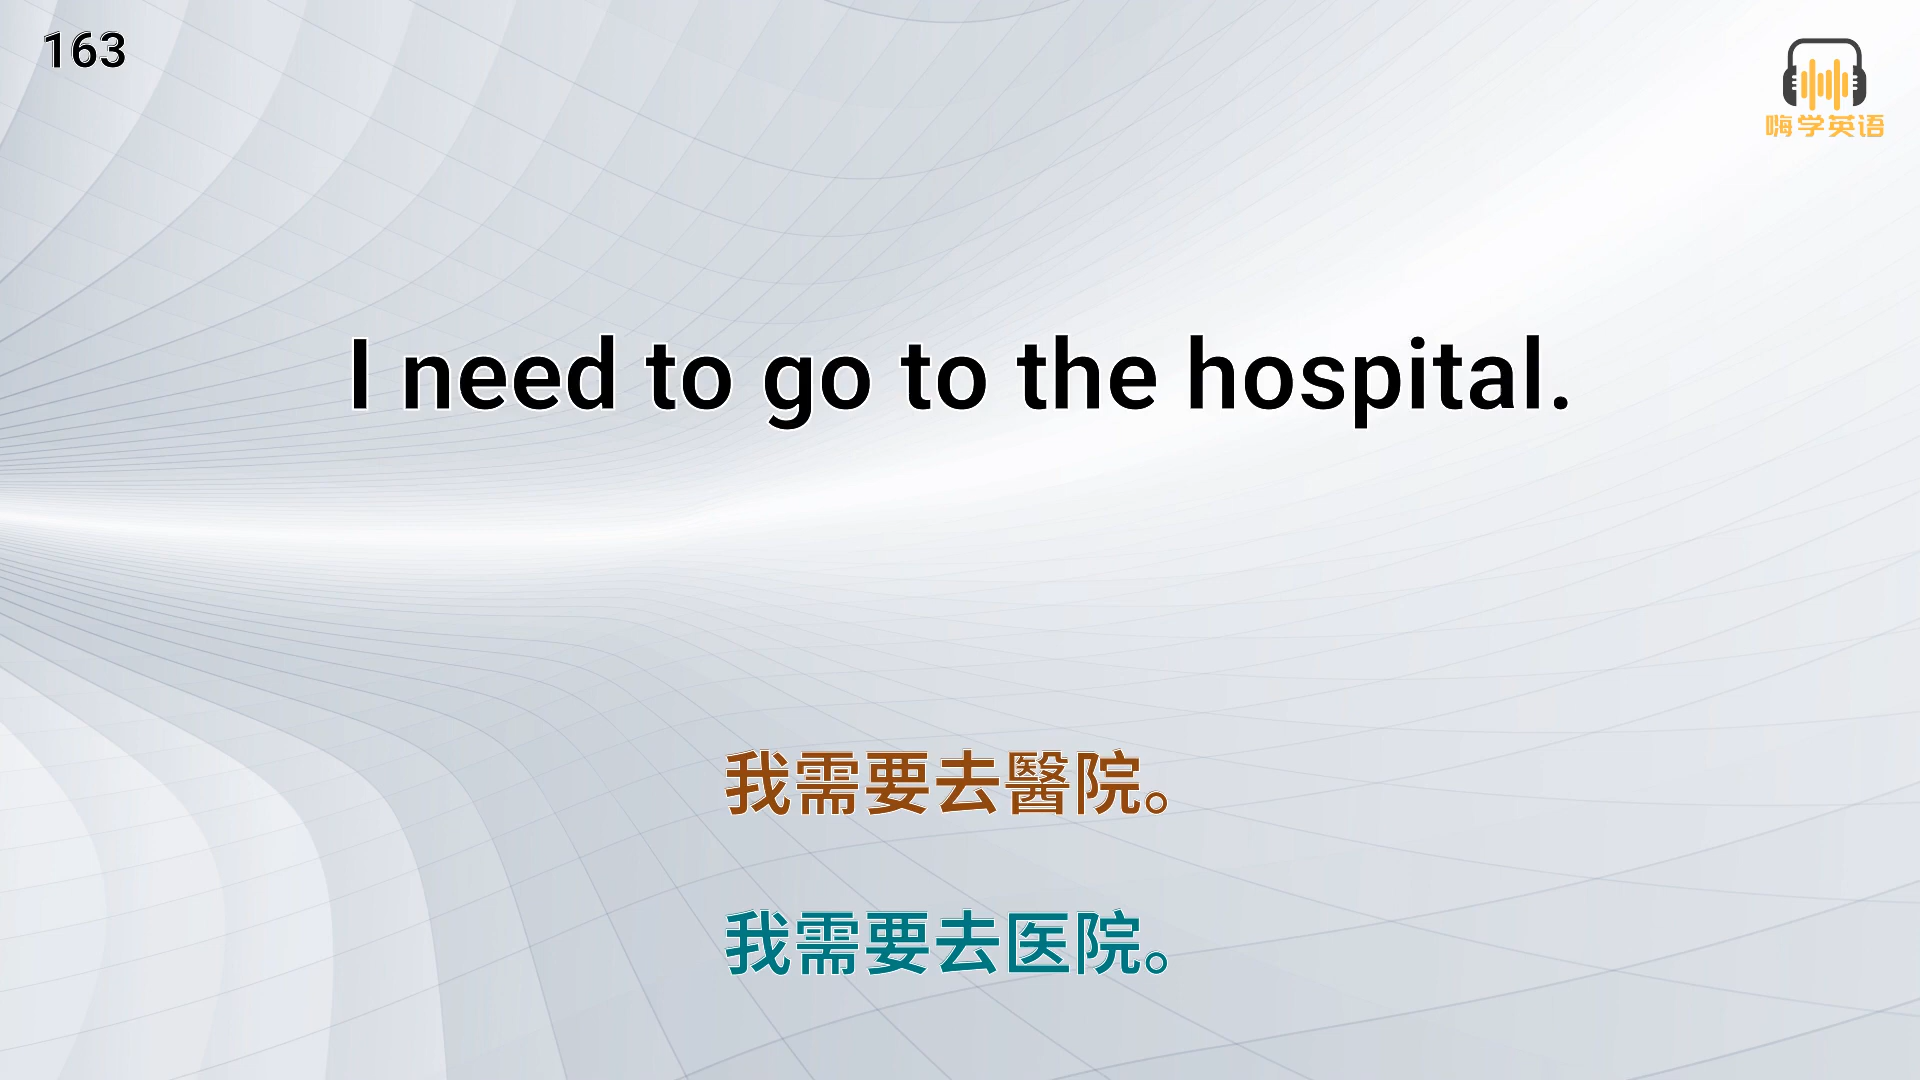 163
嗨学英语
I need to go to the hospital.
我需要去醫院。
我需要去医院。